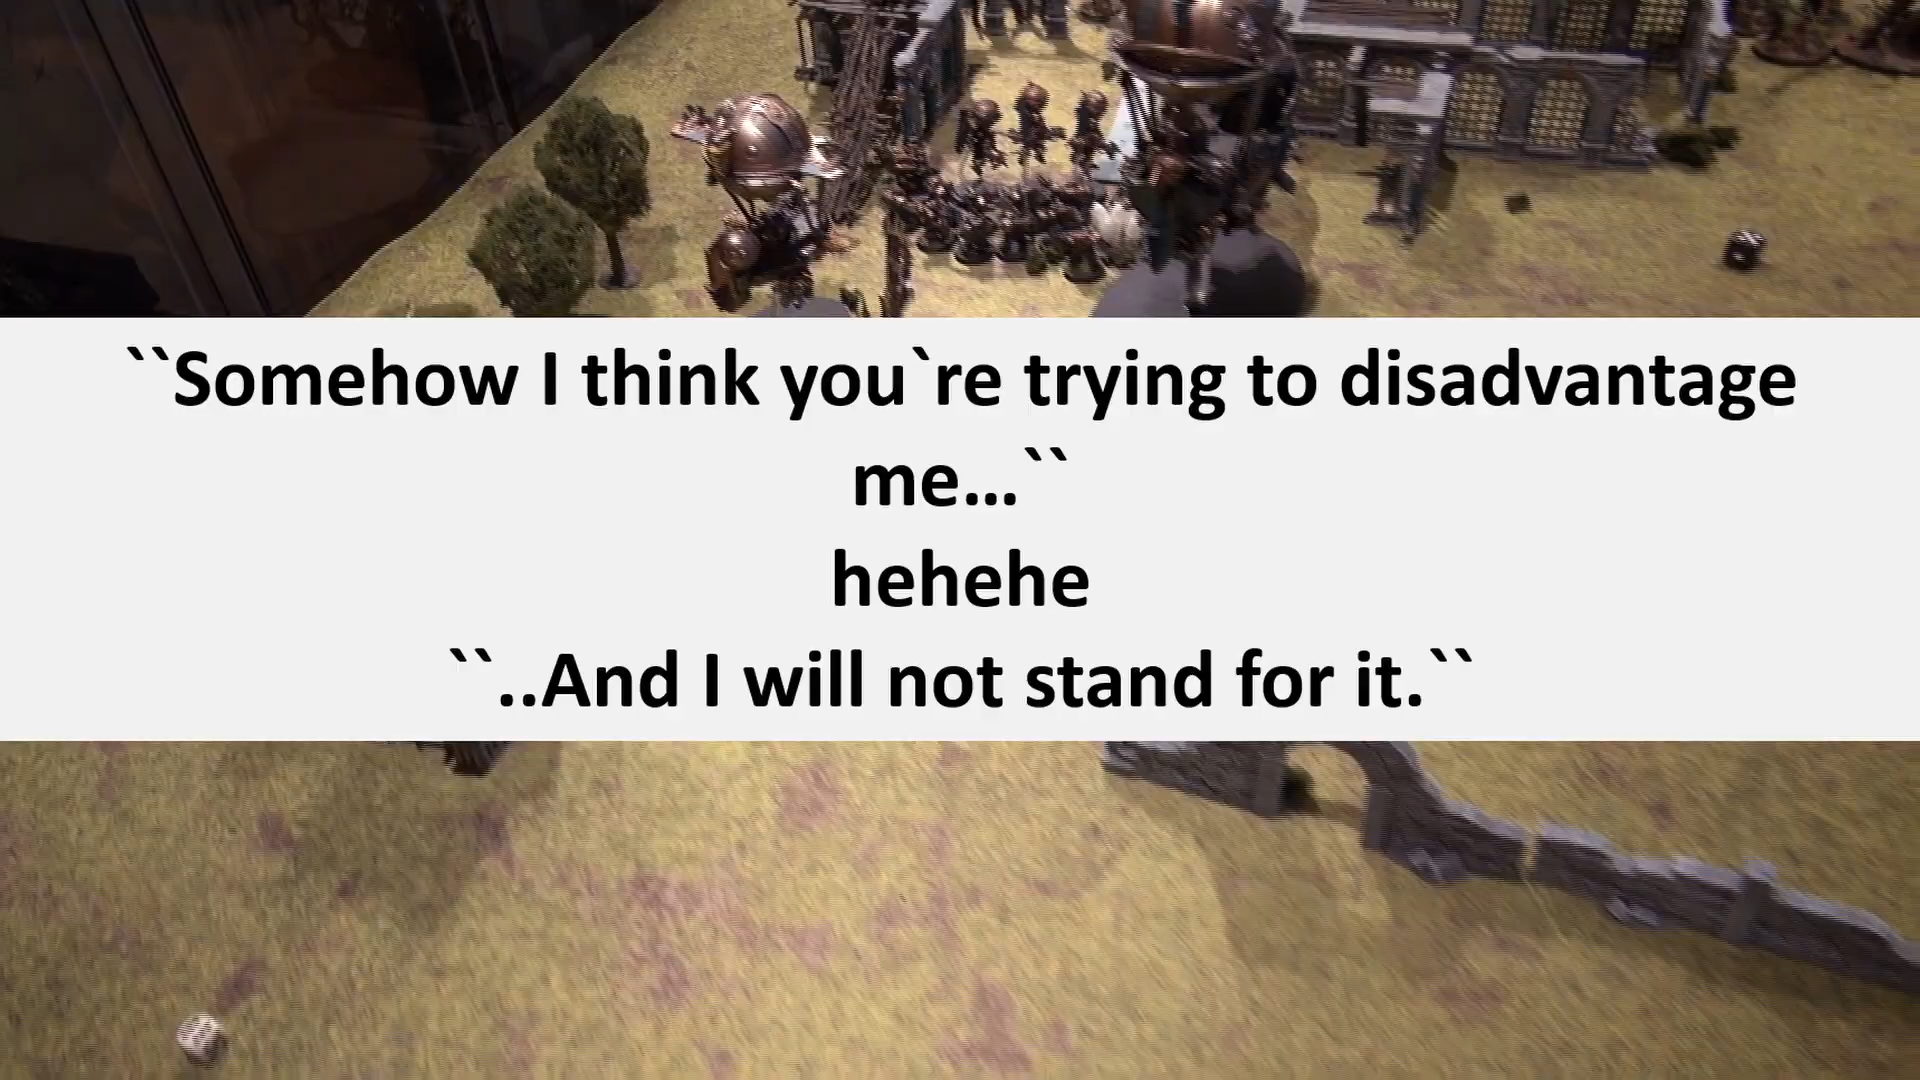 ``Somehow I think you`re trying to disadvantage
me...``
hehehe
``..And I will not stand for it.``